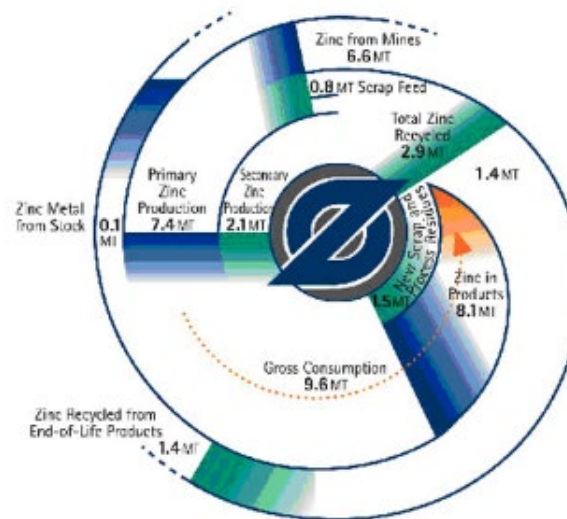 Zinc from Mines
6.6 MT
0.8 MT Scrap Feed
Total Zinc
Recycled
2.9 MT
1.4 MT
Primary
Zinc
Production
7.4 MT
Secondary
Zinc
Production
2.1 MT
Zinc Metal
from Stock
0.1
MT
New Scrap and
Process Residues
1.5 MT
Zinc in
Products
8.1 MT
Gross Consumption
9.6 MT
Zinc Recycled from
End-of-Life Products
1.4 MT